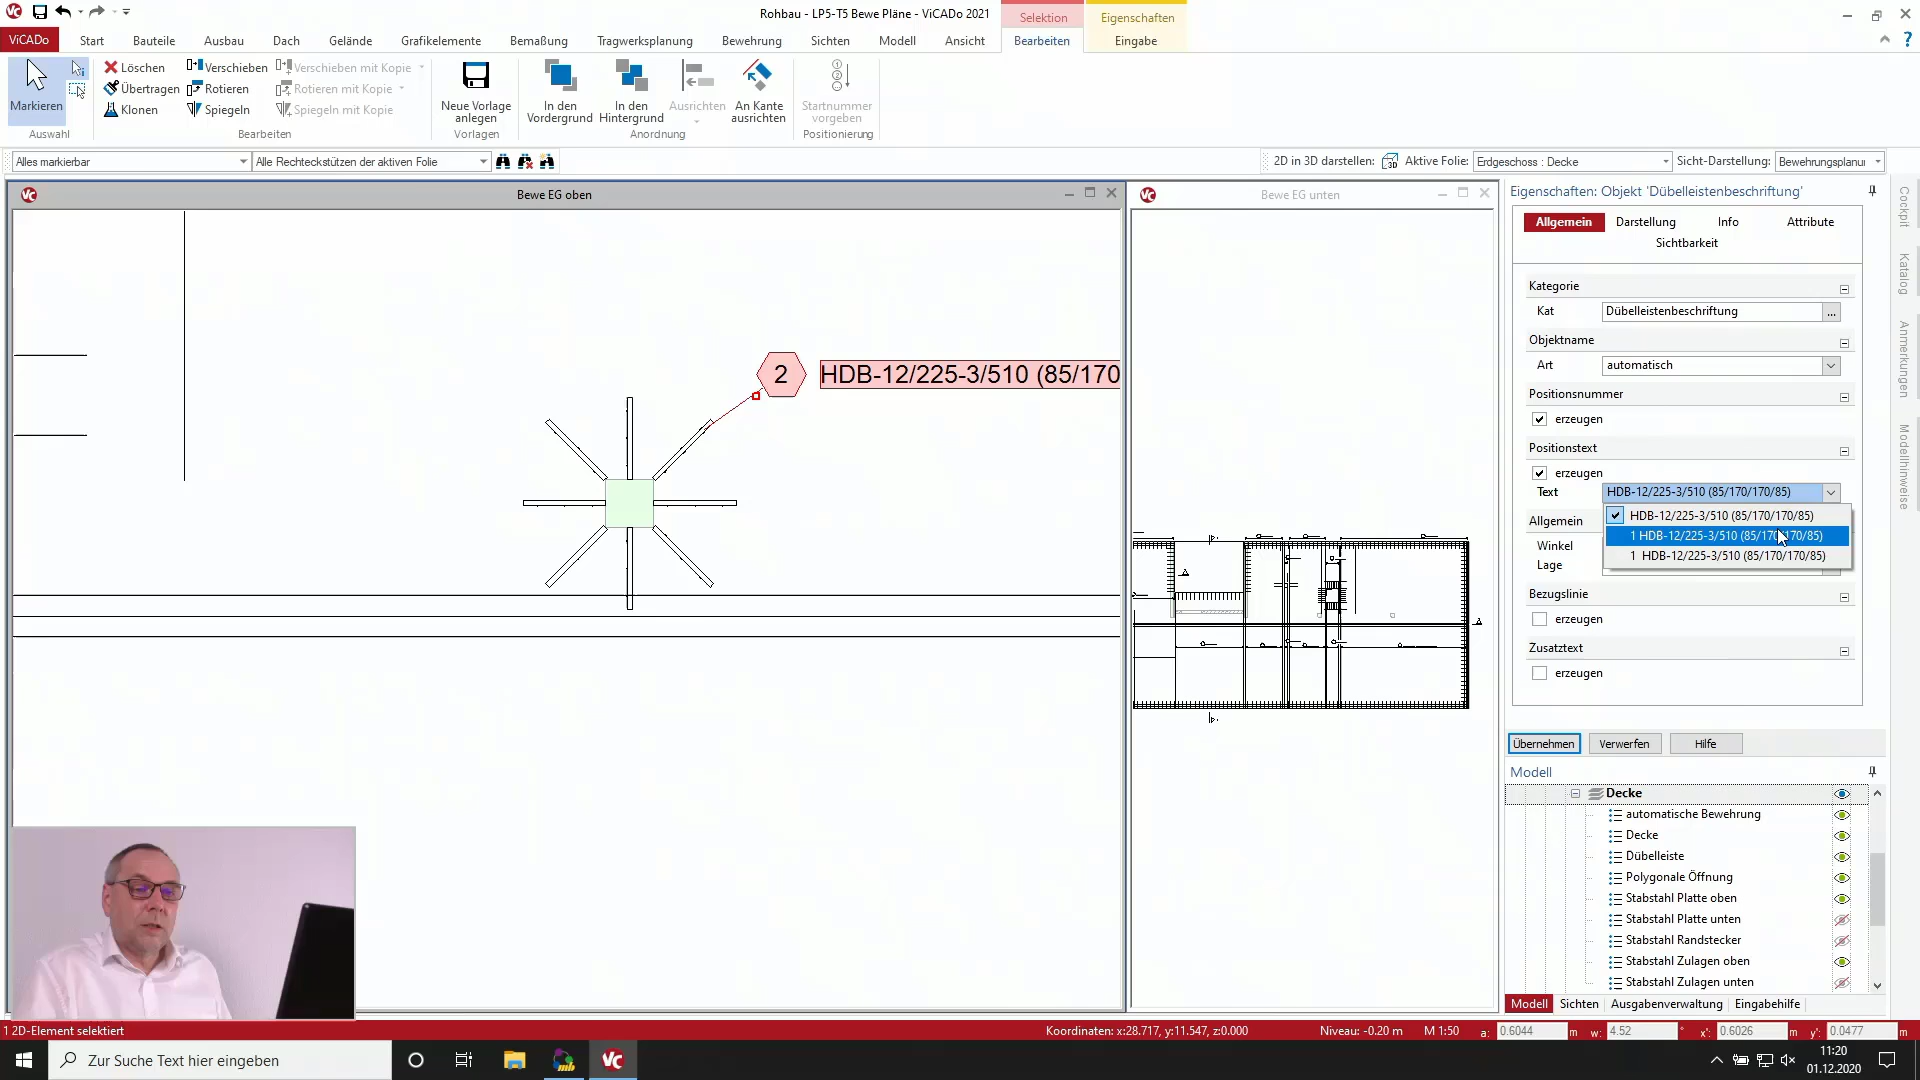 Rohbau - LP5-T5 Bewe Pläne - ViCADo 2021
Selektion
Eigenschaften
ViCADo
Start
Bauteile
Ausbau
Dach
Gelände
Grafikelemente
Bemaßung
Tragwerksplanung
Bewehrung
Sichten
Modell
Ansicht
Bearbeiten
Eingabe
Markieren
Löschen
Übertragen
Klonen
Verschieben
Rotieren
Spiegeln
Verschieben mit Kopie
Rotieren mit Kopie
Spiegeln mit Kopie
Neue Vorlage
anlegen
In den
Vordergrund
In den
Hintergrund
Ausrichten
An Kante
ausrichten
Startnummer
vorgeben
Auswahl
Bearbeiten
Vorlagen
Anordnung
Positionierung
Alles markierbar
Alle Rechteckstützen der aktiven Folie
2D in 3D darstellen:
Aktive Folie:
Erdgeschoss : Decke
Sicht-Darstellung:
Bewehrungsplanu
Bewe EG oben
Bewe EG unten
2
HDB-12/225-3/510 (85/170
Eigenschaften: Objekt 'Dübelleistenbeschriftung'
Allgemein
Darstellung
Info
Attribute
Sichtbarkeit
Kategorie
Kat
Dübelleistenbeschriftung
...
Objektname
Art
automatisch
Positionsnummer
erzeugen
Positionstext
erzeugen
Text
HDB-12/225-3/510 (85/170/170/85)
HDB-12/225-3/510 (85/170/170/85)
1 HDB-12/225-3/510 (85/170/170/85)
1 HDB-12/225-3/510 (85/170/170/85)
Allgemein
Winkel
Lage
Bezugslinie
erzeugen
Zusatztext
erzeugen
Übernehmen
Verwerfen
Hilfe
Modell
Decke
automatische Bewehrung
Decke
Dübelleiste
Polygonale Öffnung
Stabstahl Platte oben
Stabstahl Platte unten
Stabstahl Randstecker
Stabstahl Zulagen oben
Stabstahl Zulagen unten
Modell
Sichten
Ausgabenverwaltung
Eingabehilfe
Cockpit
Katalog
Anmerkungen
Modellhinweise
1 2D-Element selektiert
Koordinaten: x:28.717, y:11.547, z:0.000
Niveau: -0.20 m
M 1:50
a:
0.6044
m
w:
4.52
°
x':
0.6026
m
y':
0.0477
m
Zur Suche Text hier eingeben
11:20
01.12.2020